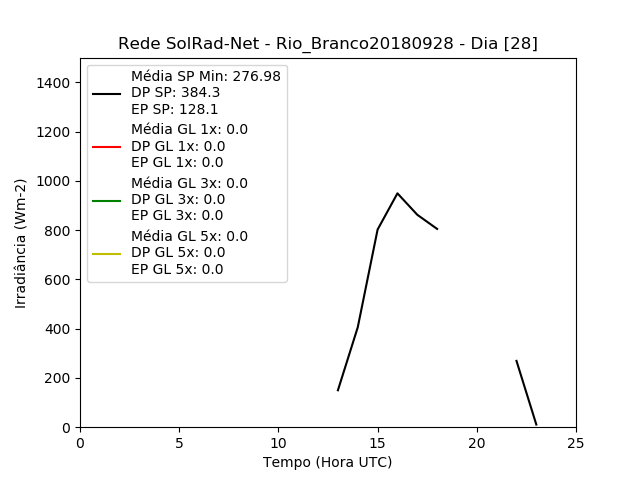 Rede SolRad-Net - Rio_Branco20180928 - Dia [28]
Média SP Min: 276.98
DP SP: 384.3
EP SP: 128.1
Média GL 1x: 0.0
DP GL 1x: 0.0
EP GL 1x: 0.0
Média GL 3x: 0.0
DP GL 3x: 0.0
EP GL 3x: 0.0
Média GL 5x: 0.0
DP GL 5x: 0.0
EP GL 5x: 0.0
Irradiância (Wm-2)
1400
1200
1000
800
600
400
200
0
0 5 10 15 20 25
Tempo (Hora UTC)